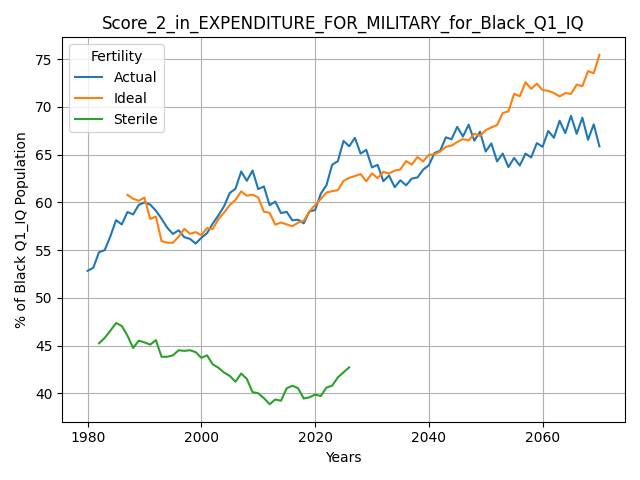 Score_2_in_EXPENDITURE_FOR_MILITARY_for_Black_Q1_IQ
Fertility
Actual
Ideal
Sterile
% of Black Q1_IQ Population
75
70
65
60
55
50
45
40
1980
2000
2020
2040
2060
Years